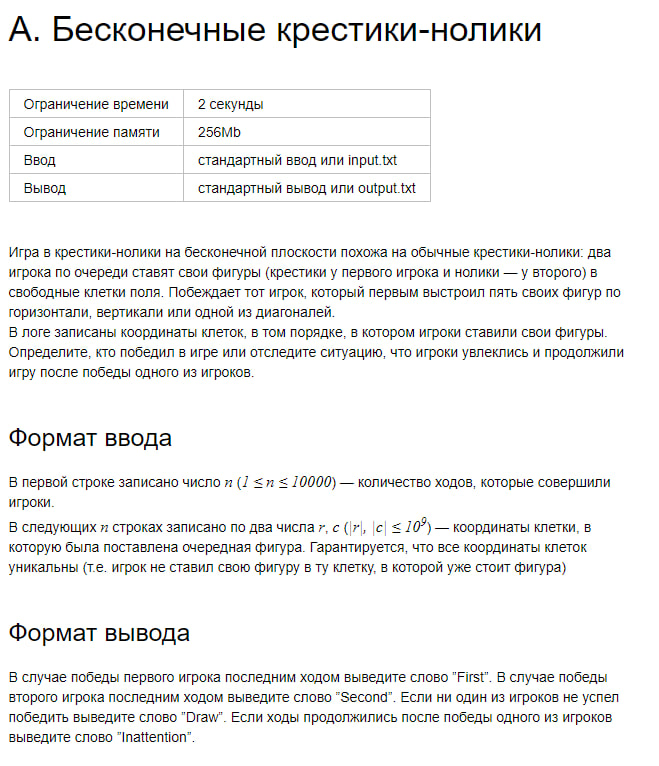 А. Бесконечные крестики-нолики
Ограничение времени 2 секунды
Ограничение памяти 256Mb
Ввод стандартный ввод или input.txt
Вывод стандартный вывод или output.txt
Игра в крестики-нолики на бесконечной плоскости похожа на обычные крестики-нолики: два
игрока по очереди ставят свои фигуры (крестики у первого игрока и нолики — у второго) в
свободные клетки поля. Побеждает тот игрок, который первым выстроил пять своих фигур по
горизонтали, вертикали или одной из диагоналей.
В логе записаны координаты клеток, в том порядке, в котором игроки ставили свои фигуры.
Определите, кто победил в игре или отследите ситуацию, что игроки увлеклись и продолжили
игру после победы одного из игроков.
Формат ввода
В первой строке записано число n (1 ≤ n ≤ 10000) — количество ходов, которые совершили
игроки.
В следующих n строках записано по два числа r, c (|r|, |c| ≤ 10⁹) — координаты клетки, в
которую была поставлена очередная фигура. Гарантируется, что все координаты клеток
уникальны (т.е. игрок не ставил свою фигуру в ту клетку, в которой уже стоит фигура)
Формат вывода
В случае победы первого игрока последним ходом выведите слово ”First”. В случае победы
второго игрока последним ходом выведите слово ”Second”. Если ни один из игроков не успел
победить выведите слово ”Draw”. Если ходы продолжились после победы одного из игроков
выведите слово ”Inattention”.